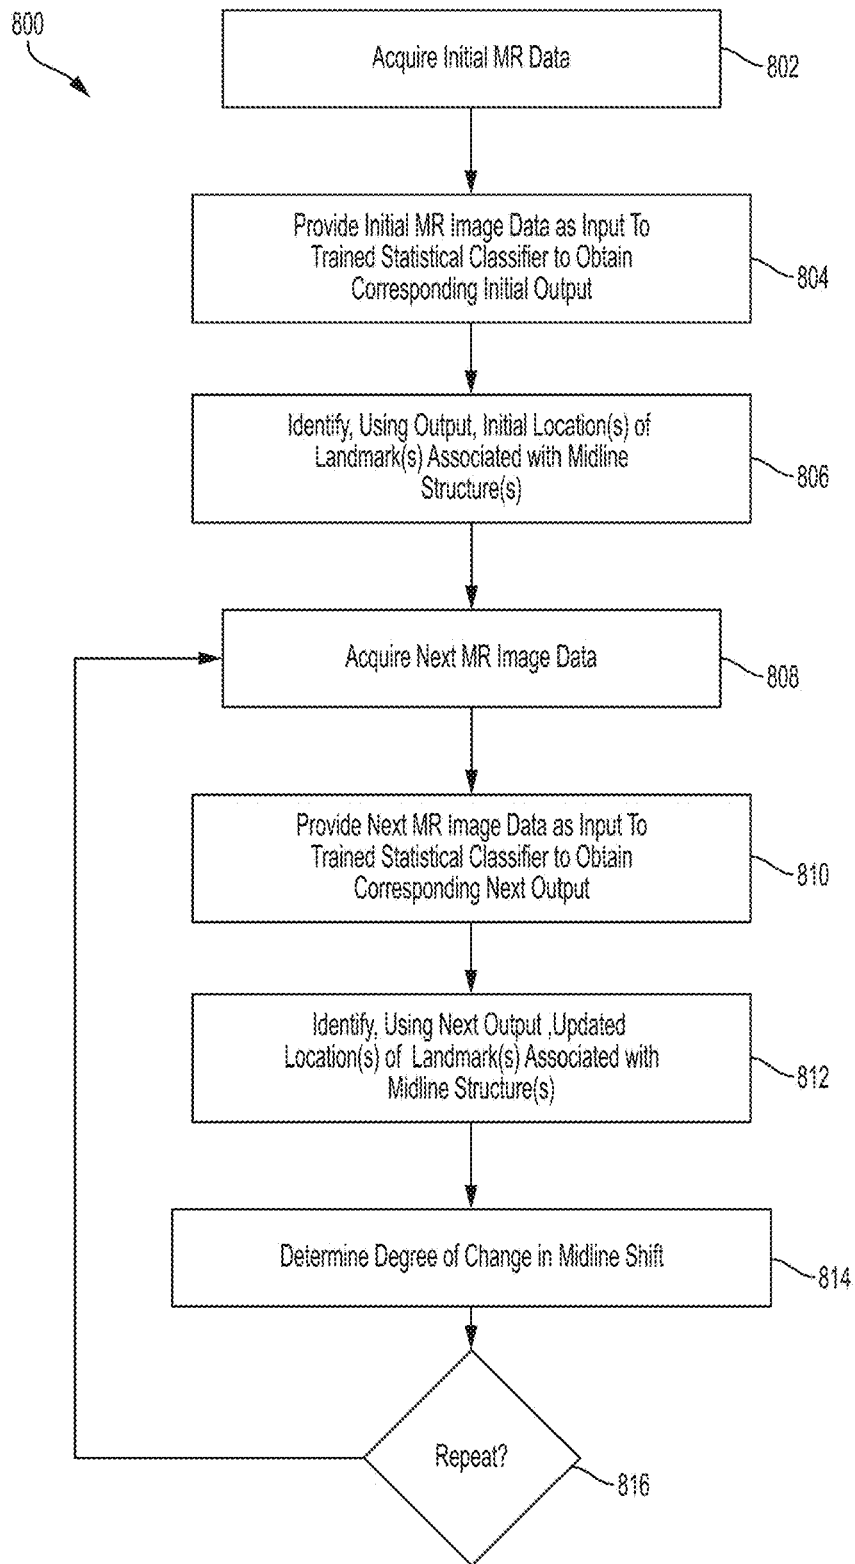 800
Acquire Initial MR Data
802
Provide Initial MR Image Data as Input To
Trained Statistical Classifier to Obtain
Corresponding Initial Output
804
Identify, Using Output, Initial Location(s) of
Landmark(s) Associated with Midline
Structure(s)
806
Acquire Next MR Image Data
808
Provide Next MR Image Data as Input To
Trained Statistical Classifier to Obtain
Corresponding Next Output
810
Identify, Using Next Output ,Updated
Location(s) of Landmark(s) Associated with
Midline Structure(s)
812
Determine Degree of Change in Midline Shift
814
Repeat?
816